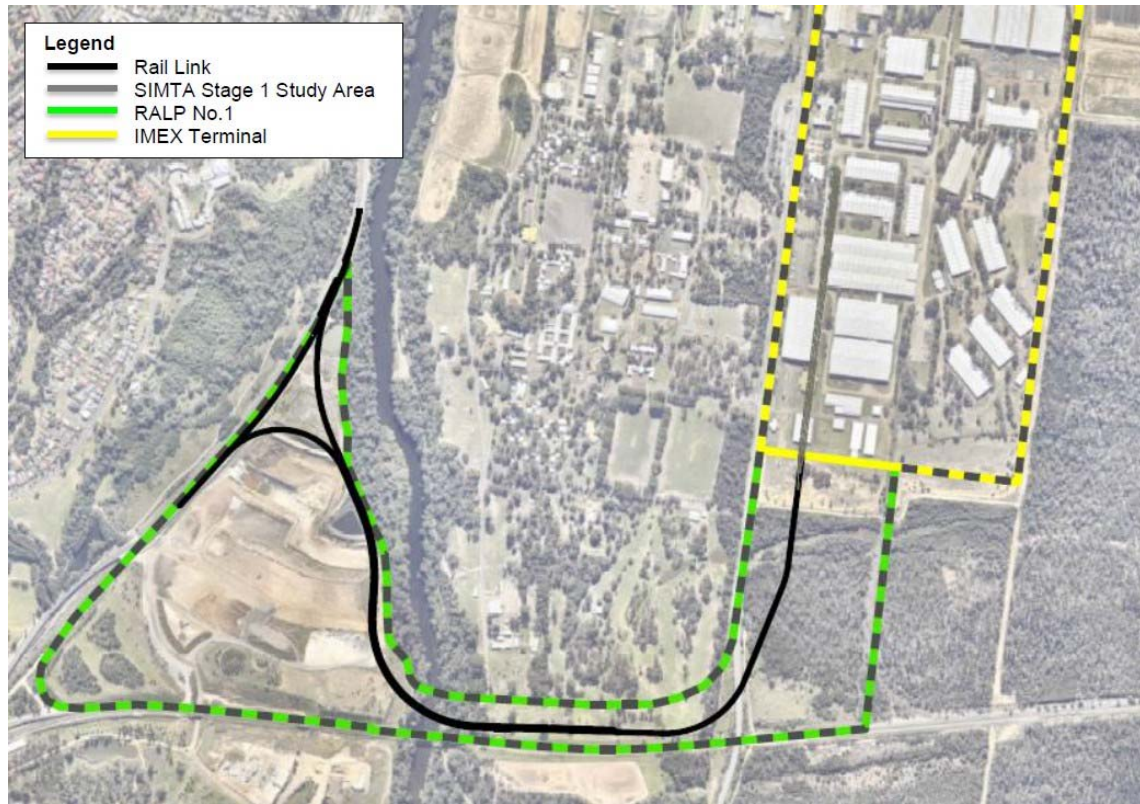 Legend
Rail Link
SIMTA Stage 1 Study Area
RALP No.1
IMEX Terminal